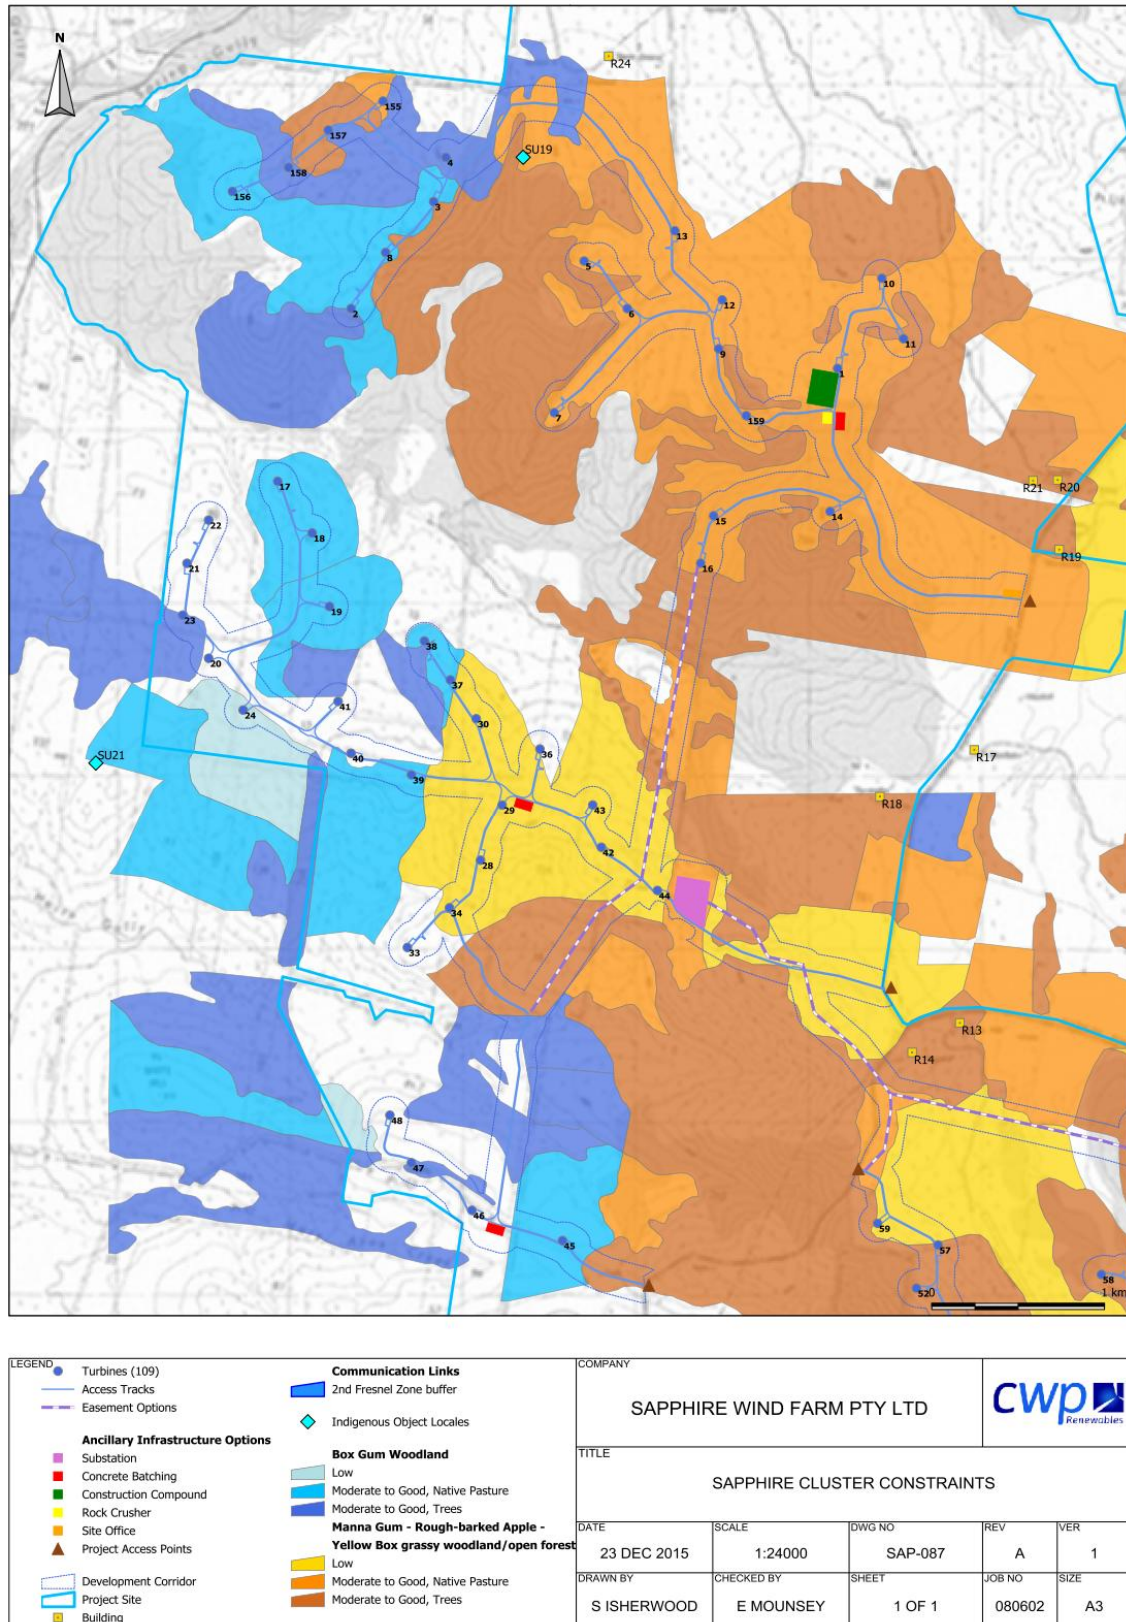 N
R24
155
157
4
SU19
158
156
3
13
8
5
10
2
12
6
11
9
1
7
159
17
R21
R20
22
15
14
18
R19
21
16
19
23
38
20
37
41
24
30
36
R17
40
SU21
39
R18
29
43
42
28
44
34
33
R13
R14
48
47
46
59
45
57
58
52
0
1 km
LEGEND
Turbines (109)
Access Tracks
Easement Options
Ancillary Infrastructure Options
Substation
Concrete Batching
Construction Compound
Rock Crusher
Site Office
Project Access Points
Development Corridor
Project Site
Building
Communication Links
2nd Fresnel Zone buffer
Indigenous Object Locales
Box Gum Woodland
Low
Moderate to Good, Native Pasture
Moderate to Good, Trees
Manna Gum - Rough-barked Apple -
Yellow Box grassy woodland/open forest
Low
Moderate to Good, Native Pasture
Moderate to Good, Trees
COMPANY
SAPPHIRE WIND FARM PTY LTD
cwp
Renewables
TITLE
SAPPHIRE CLUSTER CONSTRAINTS
DATE
SCALE
DWG NO
REV
VER
23 DEC 2015
1:24000
SAP-087
A
1
DRAWN BY
CHECKED BY
SHEET
JOB NO
SIZE
S ISHERWOOD
E MOUNSEY
1 OF 1
080602
A3